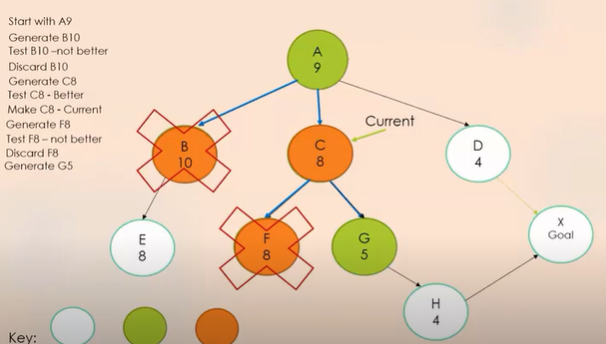 Start with A9
Generate B10
Test B10 –not better
Discard B10
Generate C8
Test C8 - Better
Make C8 - Current
Generate F8
Test F8 – not better
Discard F8
Generate G5
A
9
Current
B
10
C
8
D
4
E
8
F
8
G
5
X
Goal
H
4
Key: